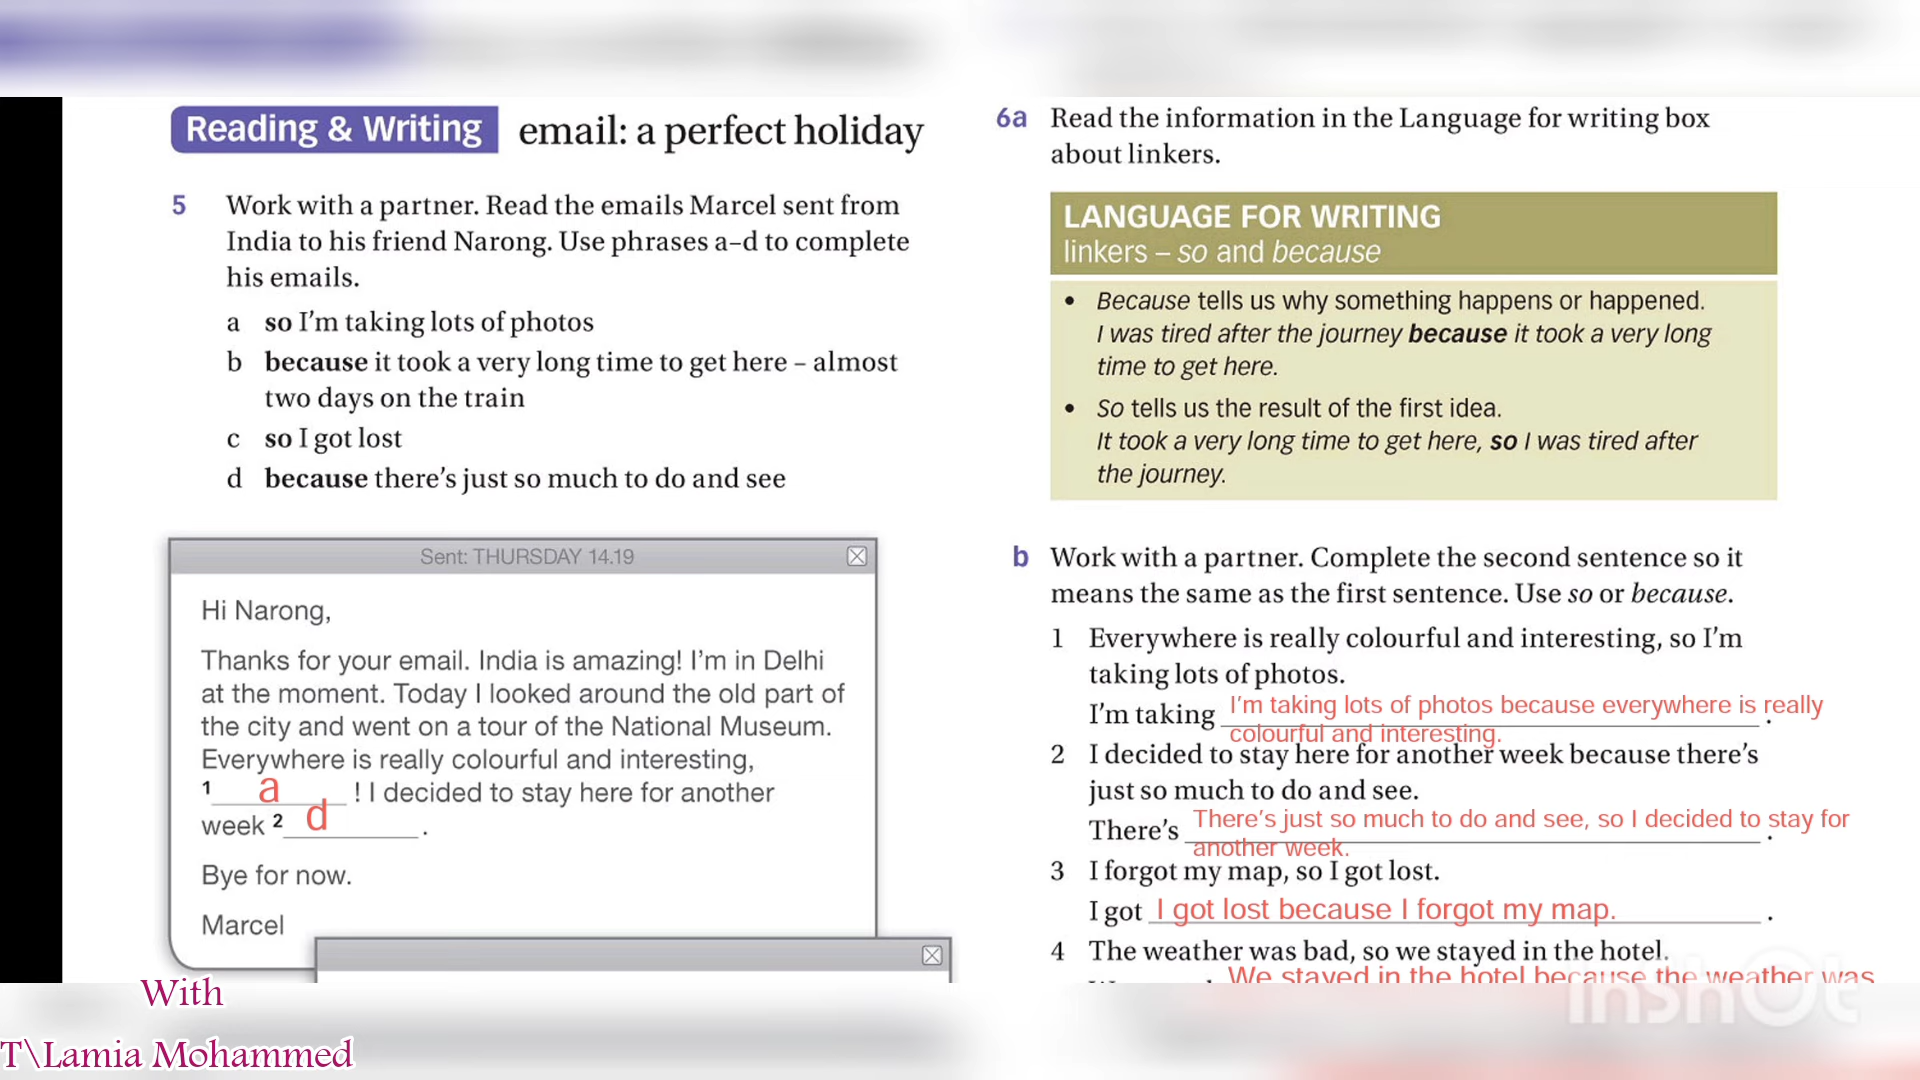 Reading & Writing email: a perfect holiday
5 Work with a partner. Read the emails Marcel sent from
India to his friend Narong. Use phrases a–d to complete
his emails.
a so I'm taking lots of photos
b because it took a very long time to get here – almost
two days on the train
c so I got lost
d because there's just so much to do and see
Sent: THURSDAY 14.19
Hi Narong,
Thanks for your email. India is amazing! I'm in Delhi
at the moment. Today I looked around the old part of
the city and went on a tour of the National Museum.
Everywhere is really colourful and interesting,
1 a ! I decided to stay here for another
week 2 d .
Bye for now.
Marcel
6a Read the information in the Language for writing box
about linkers.
LANGUAGE FOR WRITING
linkers – so and because
• Because tells us why something happens or happened.
I was tired after the journey because it took a very long
time to get here.
• So tells us the result of the first idea.
It took a very long time to get here, so I was tired after
the journey.
b Work with a partner. Complete the second sentence so it
means the same as the first sentence. Use so or because.
1 Everywhere is really colourful and interesting, so I'm
taking lots of photos.
I'm taking I'm taking lots of photos because everywhere is really .
colourful and interesting.
2 I decided to stay here for another week because there's
just so much to do and see.
There's There's just so much to do and see, so I decided to stay for .
another week.
3 I forgot my map, so I got lost.
I got I got lost because I forgot my map. .
4 The weather was bad, so we stayed in the hotel.
We stayed in the hotel because the weather was
With
T\Lamia Mohammed
InShOt